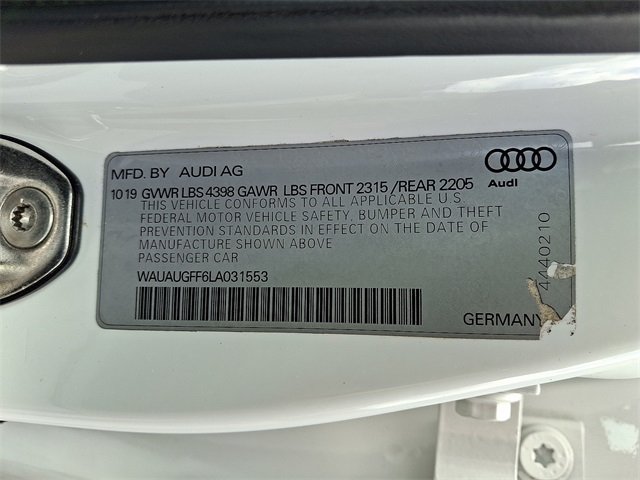 MFD. BY AUDI AG
10 19 GVWR LBS 4398 GAWR LBS FRONT 2315 /REAR 2205
Audi
THIS VEHICLE CONFORMS TO ALL APPLICABLE U.S.
FEDERAL MOTOR VEHICLE SAFETY, BUMPER AND THEFT
PREVENTION STANDARDS IN EFFECT ON THE DATE OF
MANUFACTURE SHOWN ABOVE
PASSENGER CAR
WAUAUGFF6LA031553
4440210
GERMANY